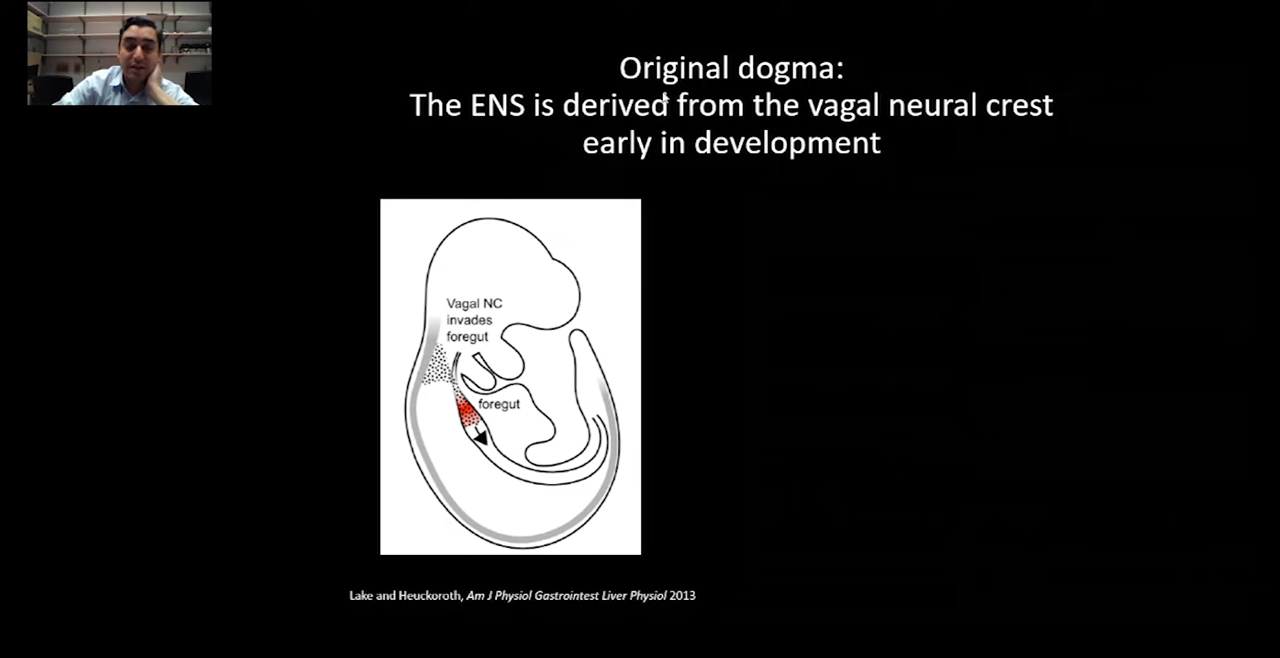 Original dogma:
The ENS is derived from the vagal neural crest
early in development
Vagal NC
invades
foregut
foregut
Lake and Heuckoroth, Am J Physiol Gastrointest Liver Physiol 2013